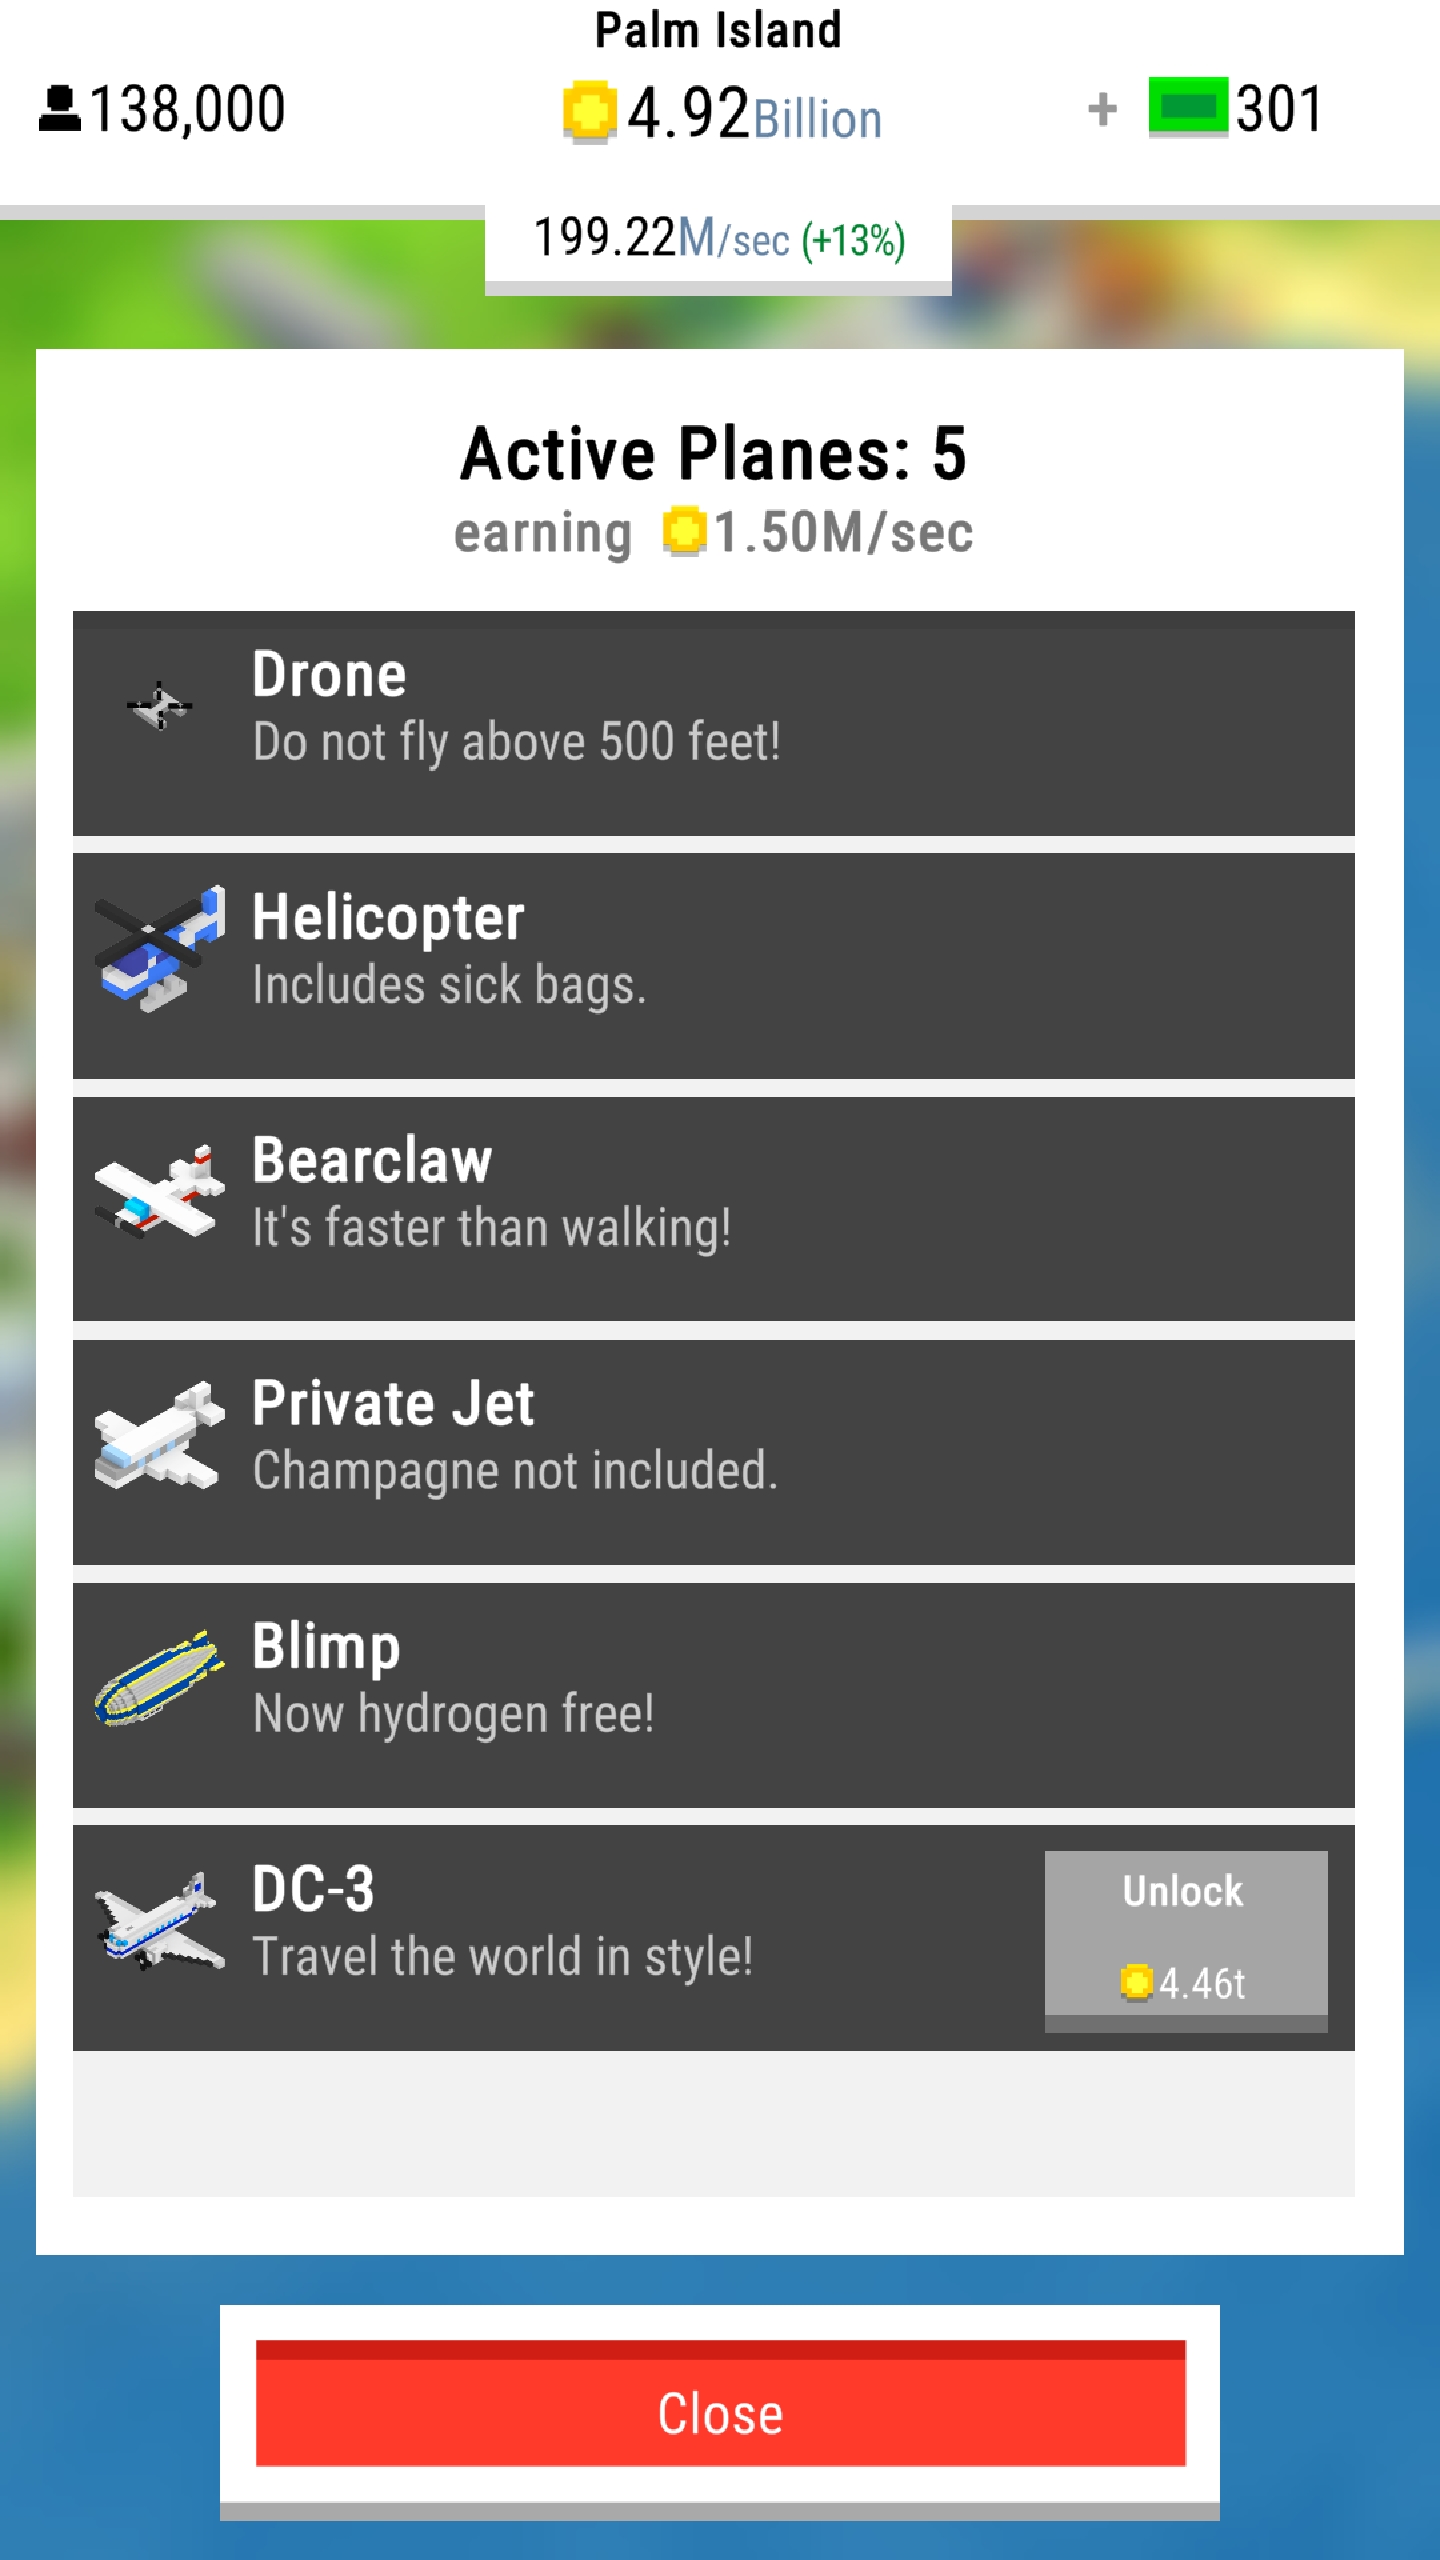 Palm Island
138,000
4.92Billion
+ 301
199.22M/sec (+13%)
Active Planes: 5
earning 1.50M/sec
Drone
Do not fly above 500 feet!
Helicopter
Includes sick bags.
Bearclaw
It's faster than walking!
Private Jet
Champagne not included.
Blimp
Now hydrogen free!
DC-3
Travel the world in style!
Unlock
4.46t
Close